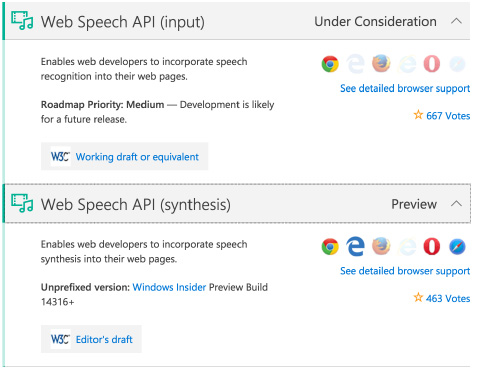 Web Speech API (input) Under Consideration
Enables web developers to incorporate speech
recognition into their web pages.
See detailed browser support
Roadmap Priority: Medium — Development is likely
for a future release.
667 Votes
W3C Working draft or equivalent
Web Speech API (synthesis) Preview
Enables web developers to incorporate speech
synthesis into their web pages.
See detailed browser support
Unprefixed version: Windows Insider Preview Build
14316+
463 Votes
W3C Editor's draft